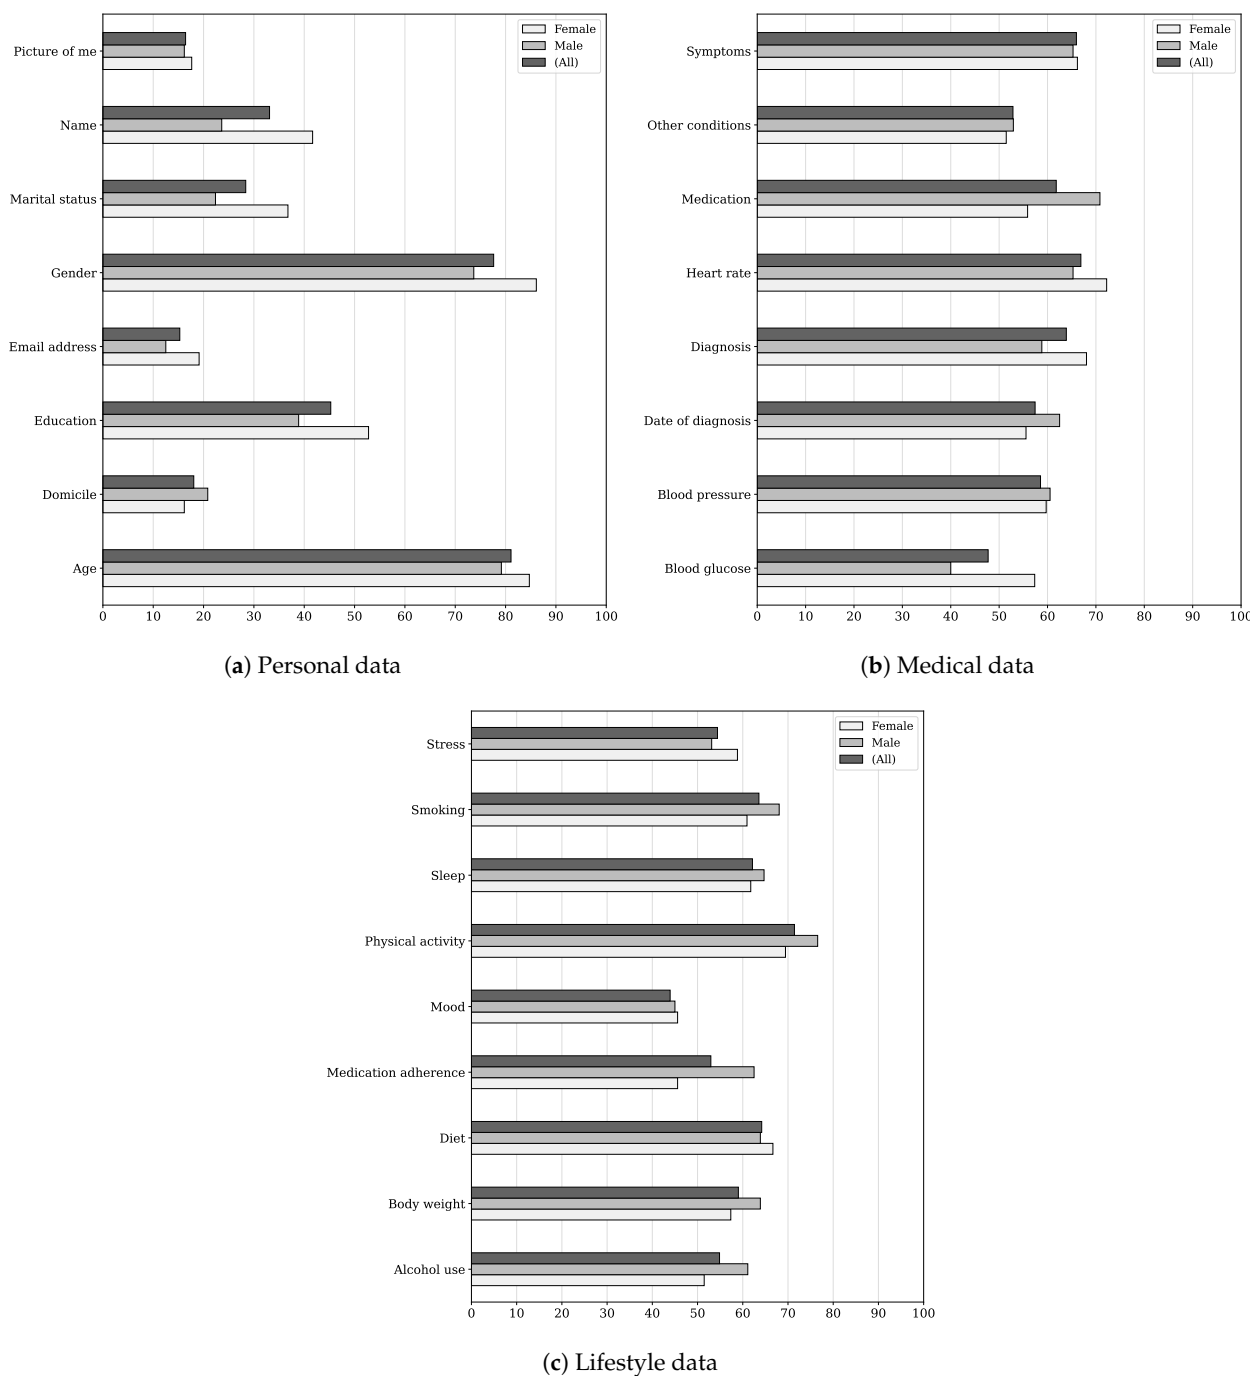 Female
Male
(All)
Picture of me
Name
Marital status
Gender
Email address
Education
Domicile
Age
0 10 20 30 40 50 60 70 80 90 100
(a) Personal data
Female
Male
(All)
Symptoms
Other conditions
Medication
Heart rate
Diagnosis
Date of diagnosis
Blood pressure
Blood glucose
0 10 20 30 40 50 60 70 80 90 100
(b) Medical data
Female
Male
(All)
Stress
Smoking
Sleep
Physical activity
Mood
Medication adherence
Diet
Body weight
Alcohol use
0 10 20 30 40 50 60 70 80 90 100
(c) Lifestyle data